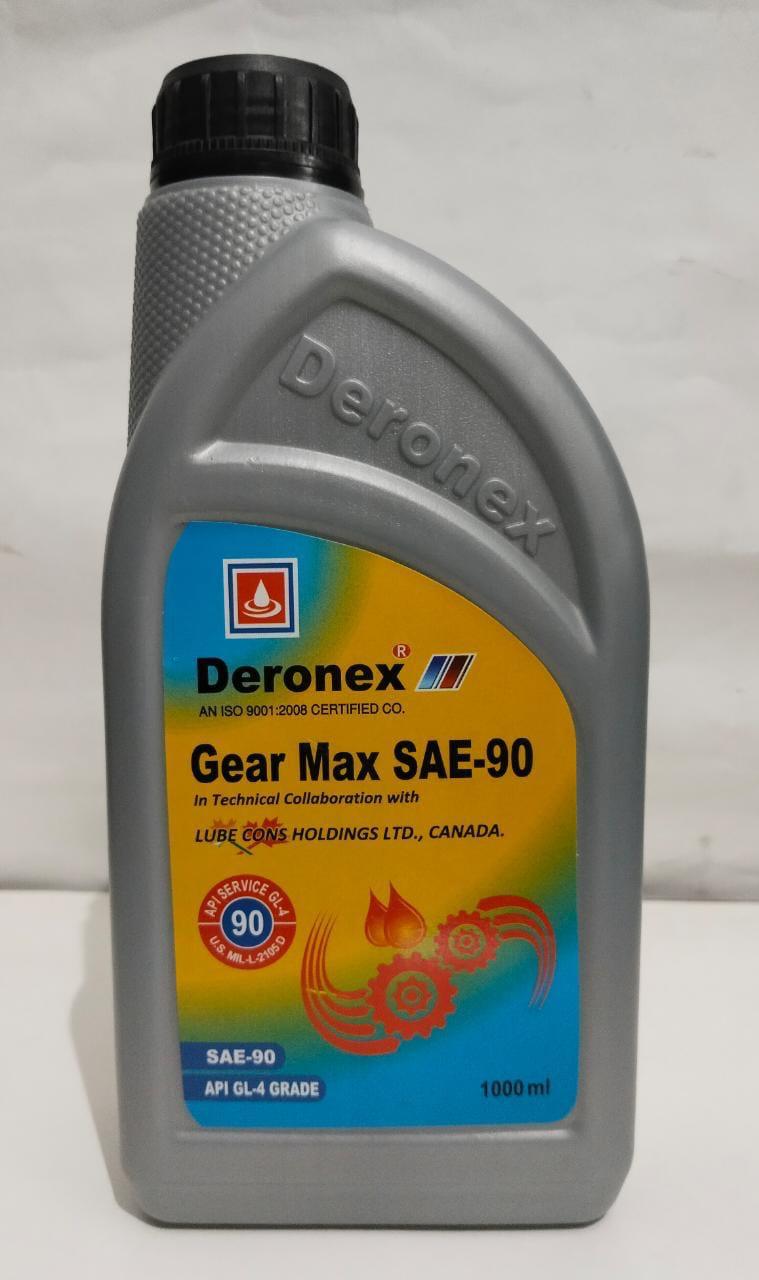 Deronex
Deronex®
AN ISO 9001:2008 CERTIFIED CO.
Gear Max SAE-90
In Technical Collaboration with
LUBE CONS HOLDINGS LTD., CANADA.
API SERVICE GL-4
90
U.S. MIL-L-2105 D
SAE-90
API GL-4 GRADE
1000 ml